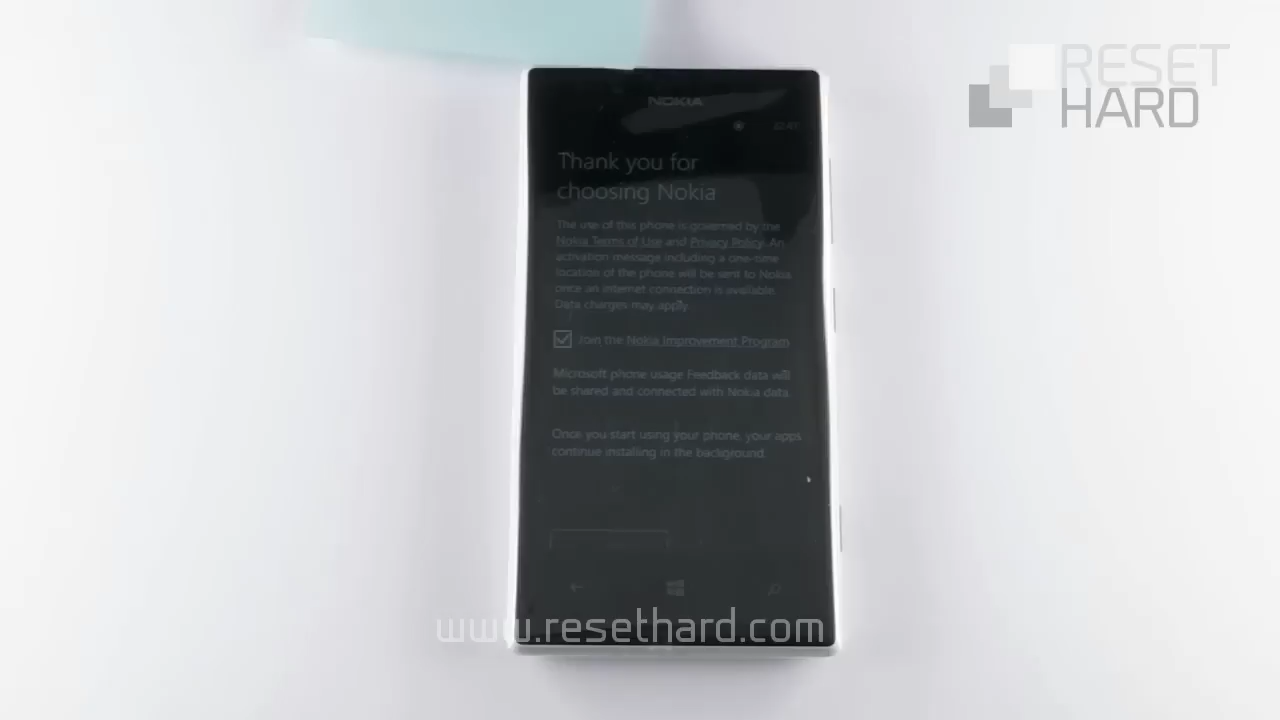 RESET
HARD
NOKIA
Thank you for
choosing Nokia
The use of this phone is governed by the
Nokia Terms of Use and Privacy Policy. An
activation message including a one-time
location of the phone will be sent to Nokia
once an internet connection is available.
Data charges may apply.
Join the Nokia Improvement Program
Microsoft phone usage Feedback data will
be shared and connected with Nokia data.
Once you start using your phone, your apps
continue installing in the background.
www.resethard.com